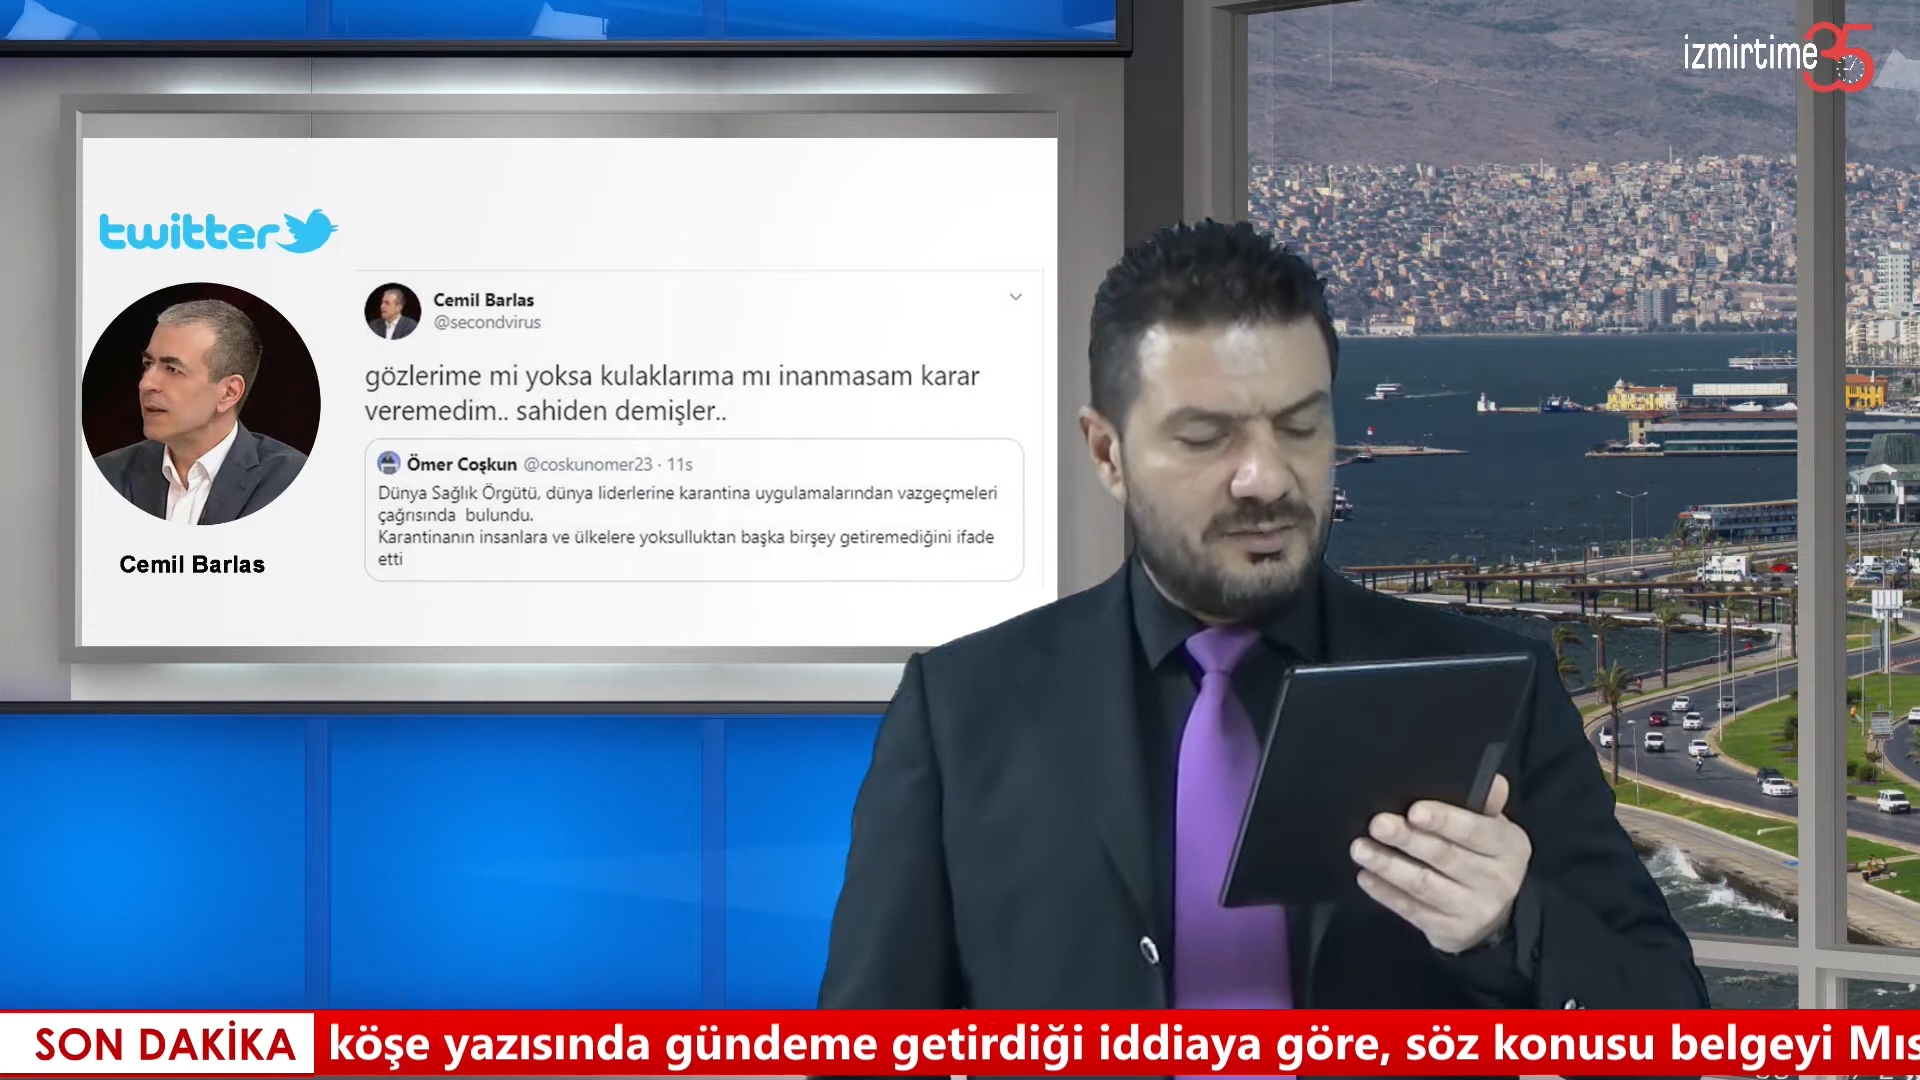 izmirtime35
twitter
Cemil Barlas
@secondvirus
gözlerime mi yoksa kulaklarıma mı inanmasam karar
veremedim.. sahiden demişler..
Ömer Coşkun @coskunomer23 · 11s
Dünya Sağlık Örgütü, dünya liderlerine karantina uygulamalarından vazgeçmeleri
çağrısında bulundu.
Karantinanın insanlara ve ülkelere yoksulluktan başka birşey getiremediğini ifade
etti
Cemil Barlas
SON DAKİKA köşe yazısında gündeme getirdiği iddiaya göre, söz konusu belgeyi Mıs